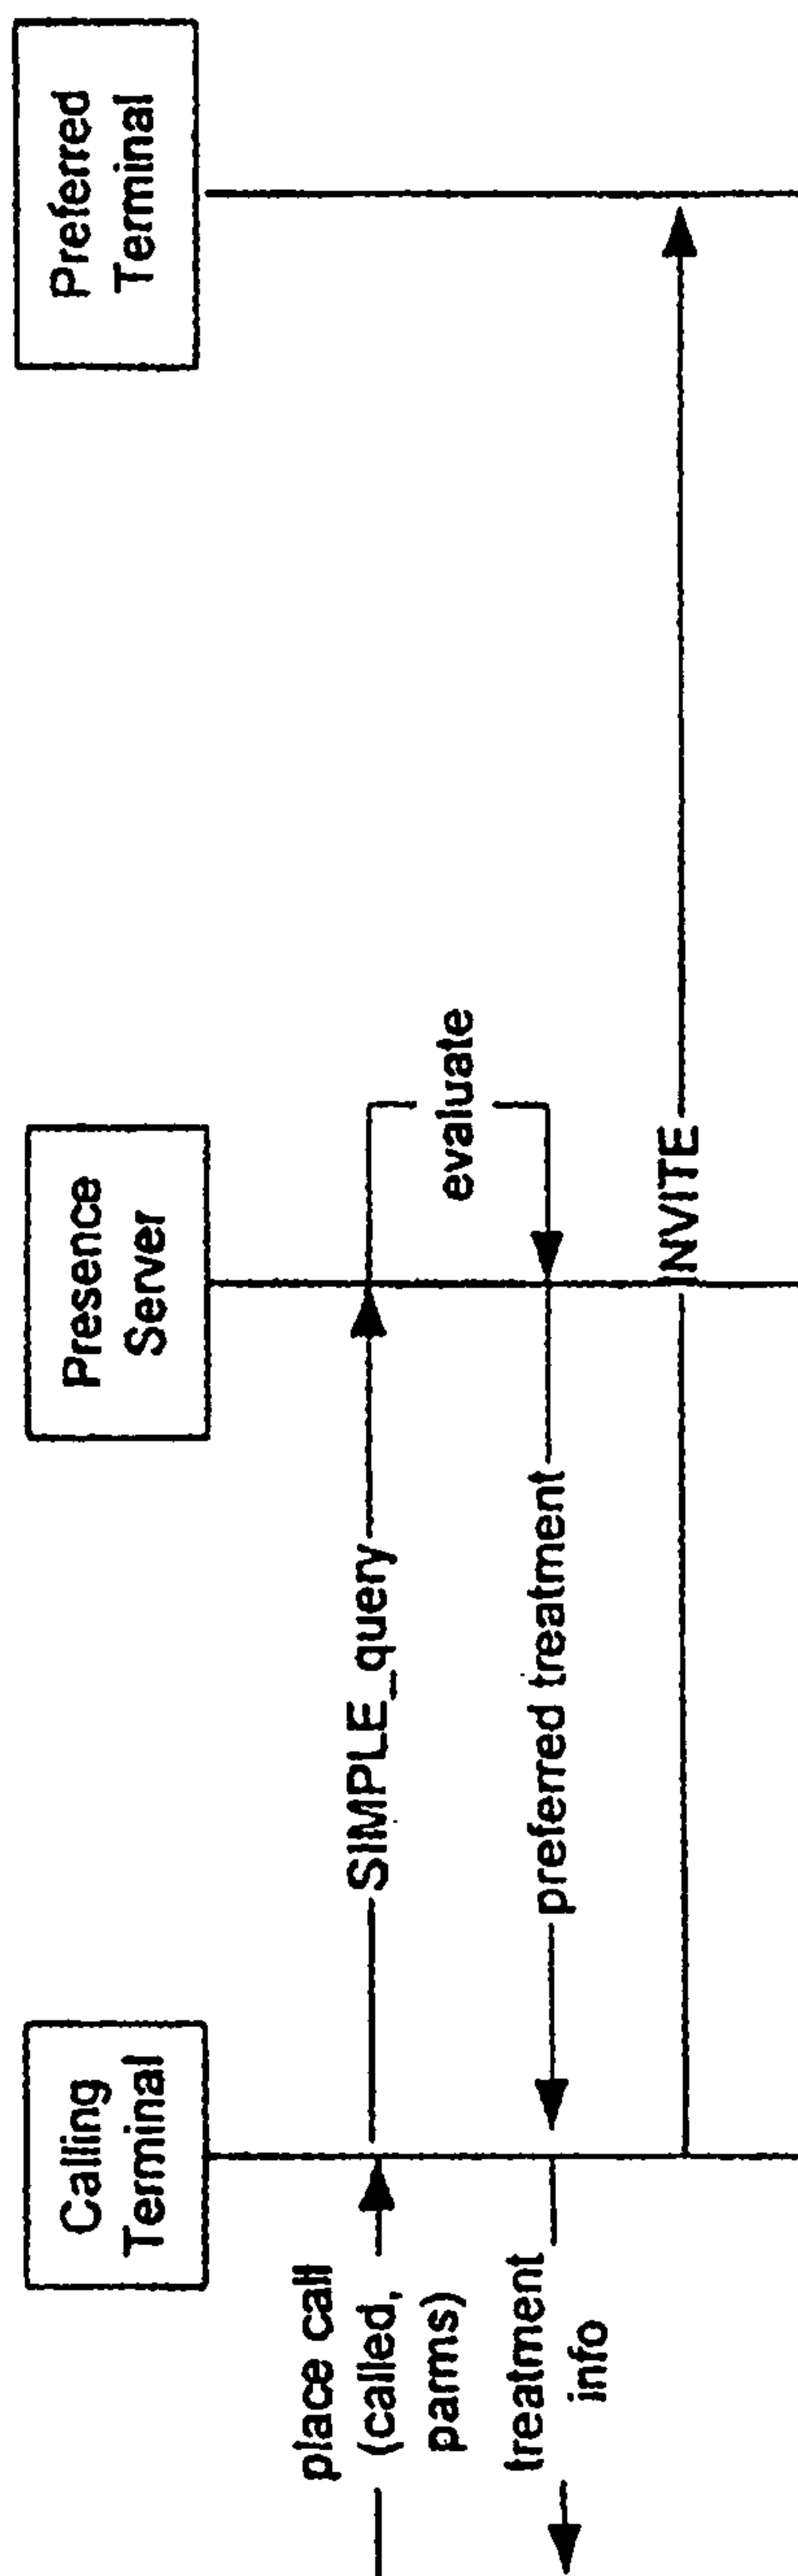 Calling
Terminal
Presence
Server
Preferred
Terminal
place call
(called,
parms)
SIMPLE_query
evaluate
preferred treatment
treatment
info
INVITE